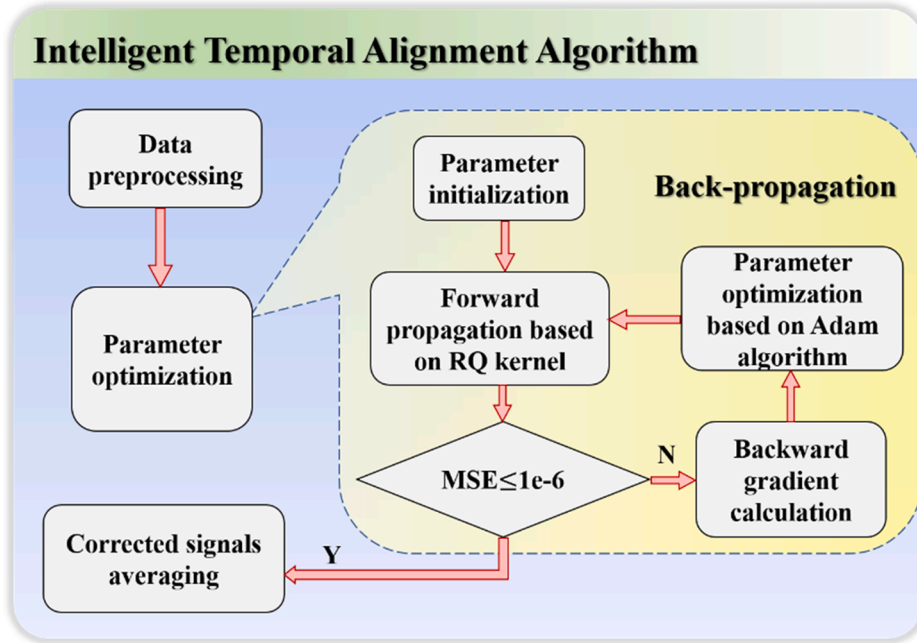 Intelligent Temporal Alignment Algorithm
Data
preprocessing
Parameter
optimization
Parameter
initialization
Back-propagation
Forward
propagation based
on RQ kernel
Parameter
optimization
based on Adam
algorithm
MSE≤1e-6
N
Backward
gradient
calculation
Y
Corrected signals
averaging